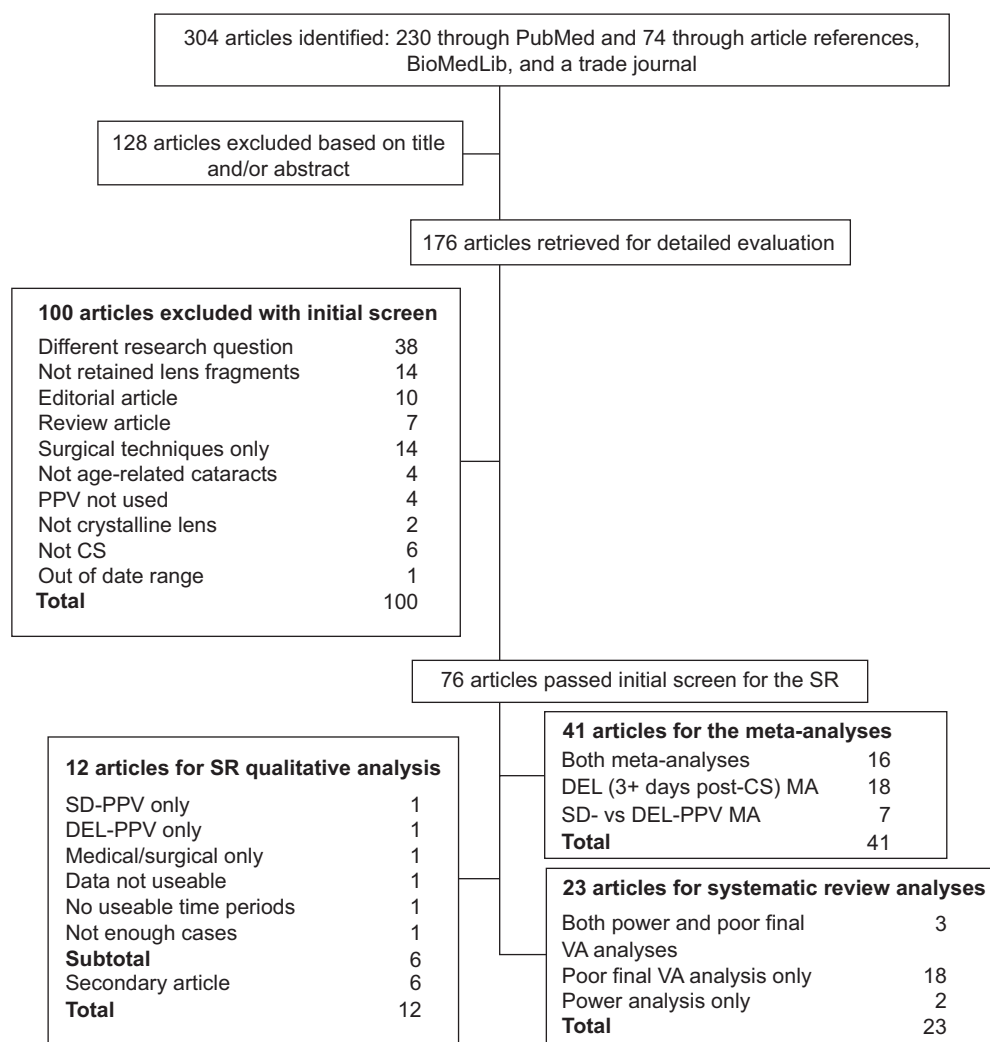 304 articles identified: 230 through PubMed and 74 through article references,
BioMedLib, and a trade journal
128 articles excluded based on title
and/or abstract
176 articles retrieved for detailed evaluation
100 articles excluded with initial screen
Different research question 38
Not retained lens fragments 14
Editorial article 10
Review article 7
Surgical techniques only 14
Not age-related cataracts 4
PPV not used 4
Not crystalline lens 2
Not CS 6
Out of date range 1
Total 100
76 articles passed initial screen for the SR
41 articles for the meta-analyses
Both meta-analyses 16
DEL (3+ days post-CS) MA 18
SD- vs DEL-PPV MA 7
Total 41
12 articles for SR qualitative analysis
SD-PPV only 1
DEL-PPV only 1
Medical/surgical only 1
Data not useable 1
No useable time periods 1
Not enough cases 1
Subtotal 6
Secondary article 6
Total 12
23 articles for systematic review analyses
Both power and poor final 3
VA analyses
Poor final VA analysis only 18
Power analysis only 2
Total 23